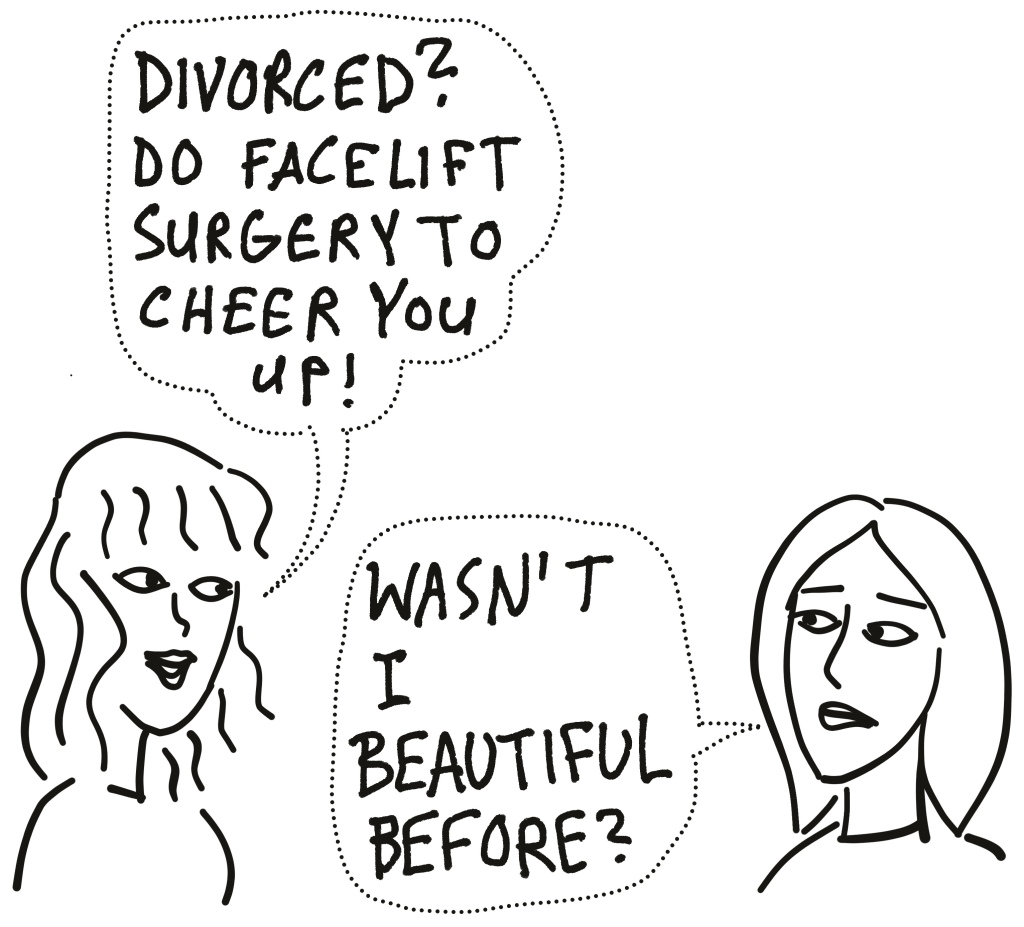 DIVORCED?
DO FACELIFT
SURGERY TO
CHEER YOU
UP!
WASN'T
I
BEAUTIFUL
BEFORE?